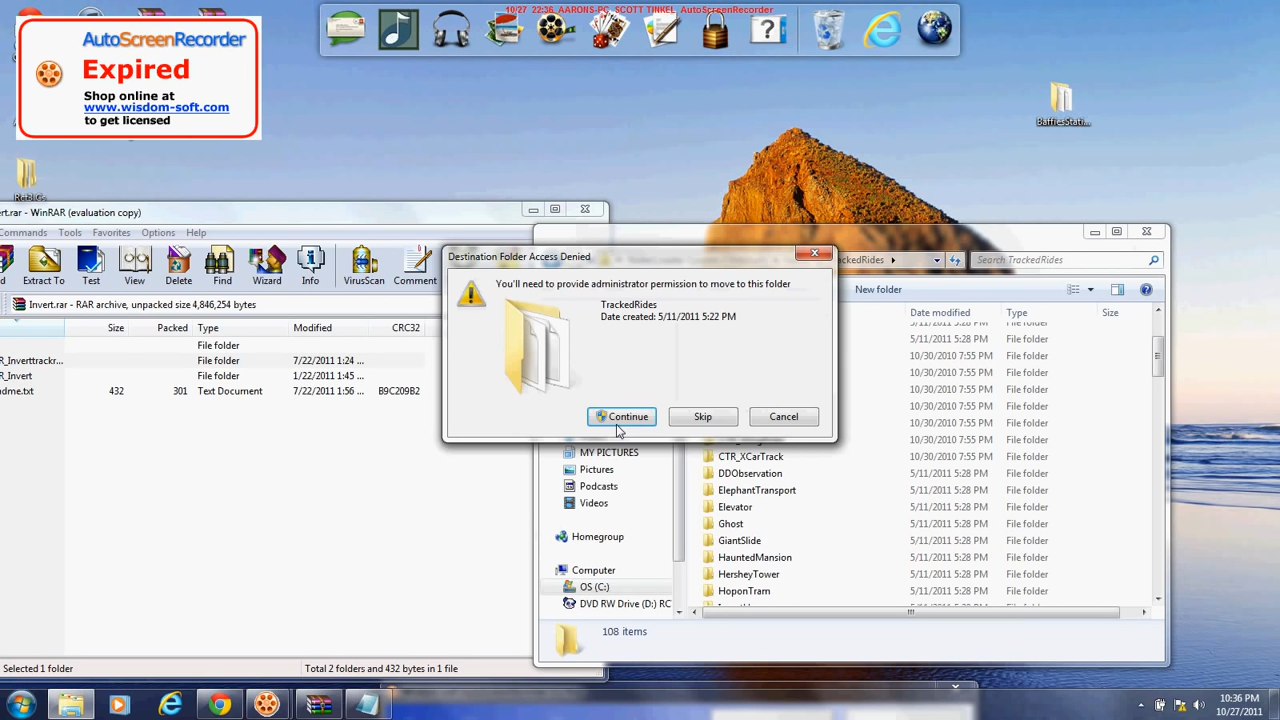 10/27 22:36 AARONS-PC, SCOTT TINKEL, AutoScreenRecorder
AutoScreenRecorder
Expired
Shop online at
www.wisdom-soft.com
to get licensed
BaffiesStati...
ert.rar - WinRAR (evaluation copy)
Commands Tools Favorites Options Help
Extract To Test View Delete Find Wizard Info VirusScan Comment
Invert.rar - RAR archive, unpacked size 4,846,254 bytes
Size Packed Type Modified CRC32
File folder
R_Inverttrackr... File folder 7/22/2011 1:24 ...
R_Invert File folder 1/22/2011 1:45 ...
dme.txt 432 301 Text Document 7/22/2011 1:56 ... B9C209B2
Selected 1 folder Total 2 folders and 432 bytes in 1 file
Destination Folder Access Denied
You'll need to provide administrator permission to move to this folder
TrackedRides
Date created: 5/11/2011 5:22 PM
Continue Skip Cancel
ackedRides Search TrackedRides
New folder
Date modified Type Size
5/11/2011 5:28 PM File folder
5/11/2011 5:28 PM File folder
10/30/2010 7:55 PM File folder
10/30/2010 7:55 PM File folder
10/30/2010 7:55 PM File folder
10/30/2010 7:55 PM File folder
10/30/2010 7:55 PM File folder
CTR_XCarTrack 10/30/2010 7:55 PM File folder
DDObservation 5/11/2011 5:28 PM File folder
ElephantTransport 5/11/2011 5:28 PM File folder
Elevator 5/11/2011 5:28 PM File folder
Ghost 5/11/2011 5:28 PM File folder
GiantSlide 5/11/2011 5:28 PM File folder
HauntedMansion 5/11/2011 5:28 PM File folder
HersheyTower 5/11/2011 5:28 PM File folder
HoponTram 5/11/2011 5:28 PM File folder
MY PICTURES
Pictures
Podcasts
Videos
Homegroup
Computer
OS (C:)
DVD RW Drive (D:) RC
108 items
10:36 PM
10/27/2011